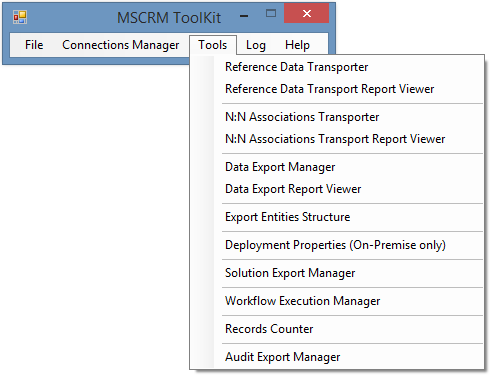 MSCRM ToolKit
File Connections Manager Tools Log Help
Reference Data Transporter
Reference Data Transport Report Viewer
N:N Associations Transporter
N:N Associations Transport Report Viewer
Data Export Manager
Data Export Report Viewer
Export Entities Structure
Deployment Properties (On-Premise only)
Solution Export Manager
Workflow Execution Manager
Records Counter
Audit Export Manager